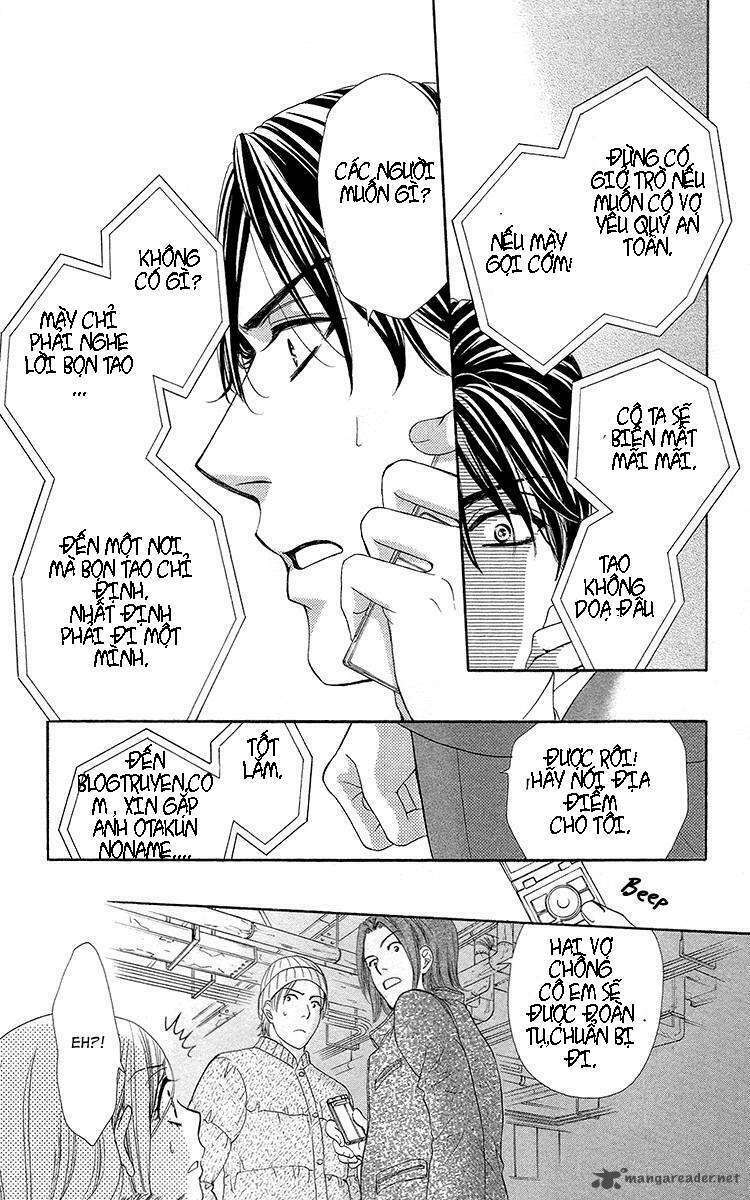 ĐỪNG CÓ
GIỞ TRÒ NẾU
MUỐN CÔ VỢ
YÊU QUÝ AN
TOÀN.
NẾU MÀY
GỌI CỚM!
CÔ TA SẼ
BIẾN MẤT
MÃI MÃI.
TAO
KHÔNG
DOẠ ĐÂU
CÁC NGƯỜI
MUỐN GÌ?
KHÔNG
CÓ GÌ?
MÀY CHỈ
PHẢI NGHE
LỜI BỌN TAO
...
ĐẾN MỘT NƠI
MÀ BỌN TAO CHỈ
ĐỊNH.
NHẤT ĐỊNH
PHẢI ĐI MỘT
MÌNH.
ĐƯỢC RỒI!
HÃY NÓI ĐỊA
ĐIỂM
CHO TÔI.
TỐT
LẮM.
ĐẾN
BLOGTRUYEN.CO
M , XIN GẶP
ANH OTAKUN
NONAME....
BEEP
HAI VỢ
CHỒNG
CÔ EM SẼ
ĐƯỢC ĐOÀN
TỤ,CHUẨN BỊ
ĐI.
EH?!
mangareader.net